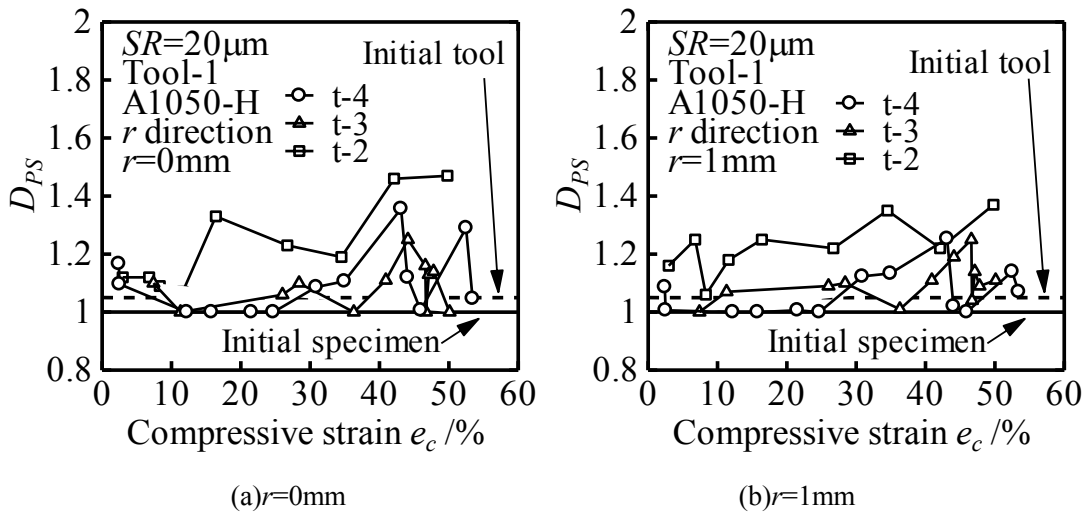 2
SR=20μm
Initial tool
1.8
Tool-1
A1050-H
t-4
1.6
r direction
t-3
r=0mm
t-2
1.4
D_PS
1.2
1
Initial specimen
0.8
0 10 20 30 40 50 60
Compressive strain e_c /%
(a)r=0mm
2
SR=20μm
Initial tool
1.8
Tool-1
A1050-H
t-4
1.6
r direction
t-3
r=1mm
t-2
1.4
D_PS
1.2
1
Initial specimen
0.8
0 10 20 30 40 50 60
Compressive strain e_c /%
(b)r=1mm